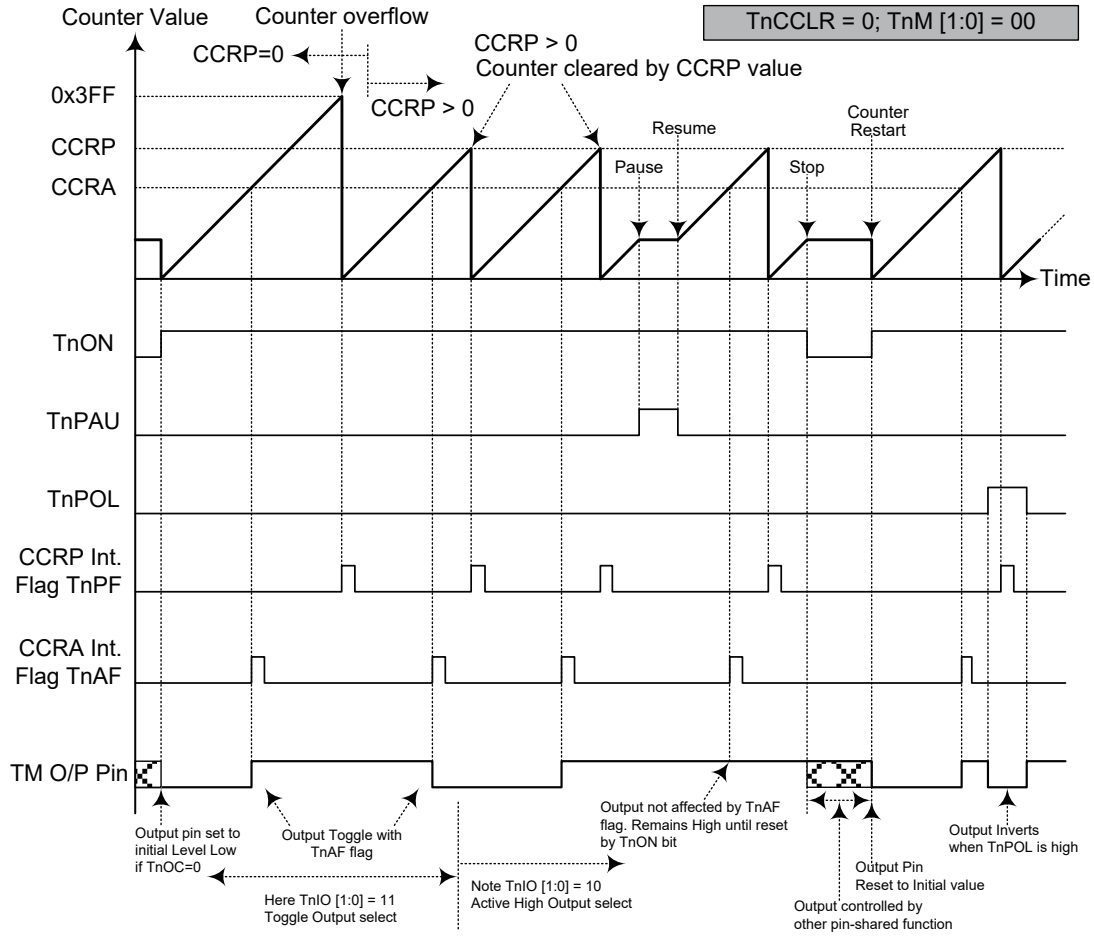 Counter Value
Counter overflow
TnCCLR = 0; TnM [1:0] = 00
CCRP=0
CCRP > 0
Counter cleared by CCRP value
0x3FF
CCRP > 0
Counter
Restart
Resume
CCRP
Pause
Stop
CCRA
Time
TnON
TnPAU
TnPOL
CCRP Int.
Flag TnPF
CCRA Int.
Flag TnAF
TM O/P Pin
Output pin set to
initial Level Low
if TnOC=0
Output Toggle with
TnAF flag
Output not affected by TnAF
flag. Remains High until reset
by TnON bit
Output Inverts
when TnPOL is high
Output Pin
Reset to Initial value
Here TnIO [1:0] = 11
Toggle Output select
Note TnIO [1:0] = 10
Active High Output select
Output controlled by
other pin-shared function